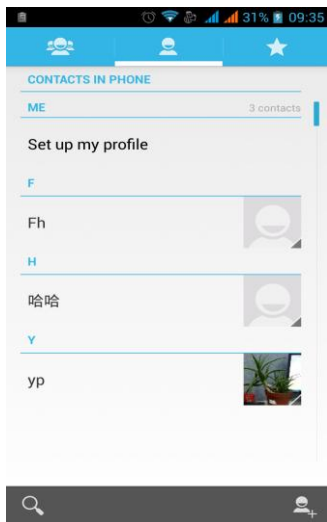 31% 09:35
CONTACTS IN PHONE
ME 3 contacts
Set up my profile
F
Fh
H
哈哈
Y
yp